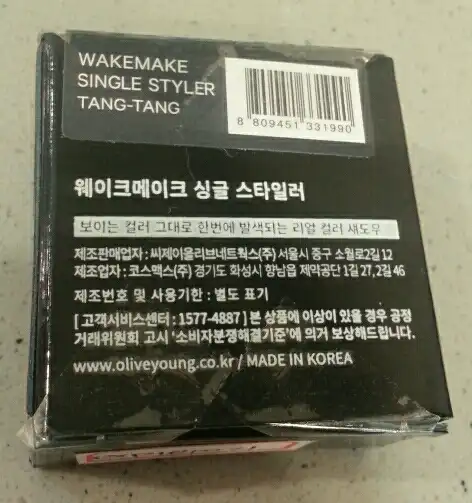 WAKEMAKE
SINGLE STYLER
TANG-TANG
8 809451 331990
웨이크메이크 싱글 스타일러
보이는 컬러 그대로 한번에 발색되는 리얼 컬러 섀도우
제조판매업자 : 씨제이올리브네트웍스(주) 서울시 중구 소월로2길 12
제조업자 : 코스맥스(주) 경기도 화성시 향남읍 제약공단 1길 27, 2길 46
제조번호 및 사용기한 : 별도 표기
[ 고객서비스센터 : 1577-4887 ] 본 상품에 이상이 있을 경우 공정
거래위원회 고시 '소비자분쟁해결기준'에 의거 보상해드립니다.
www.oliveyoung.co.kr / MADE IN KOREA